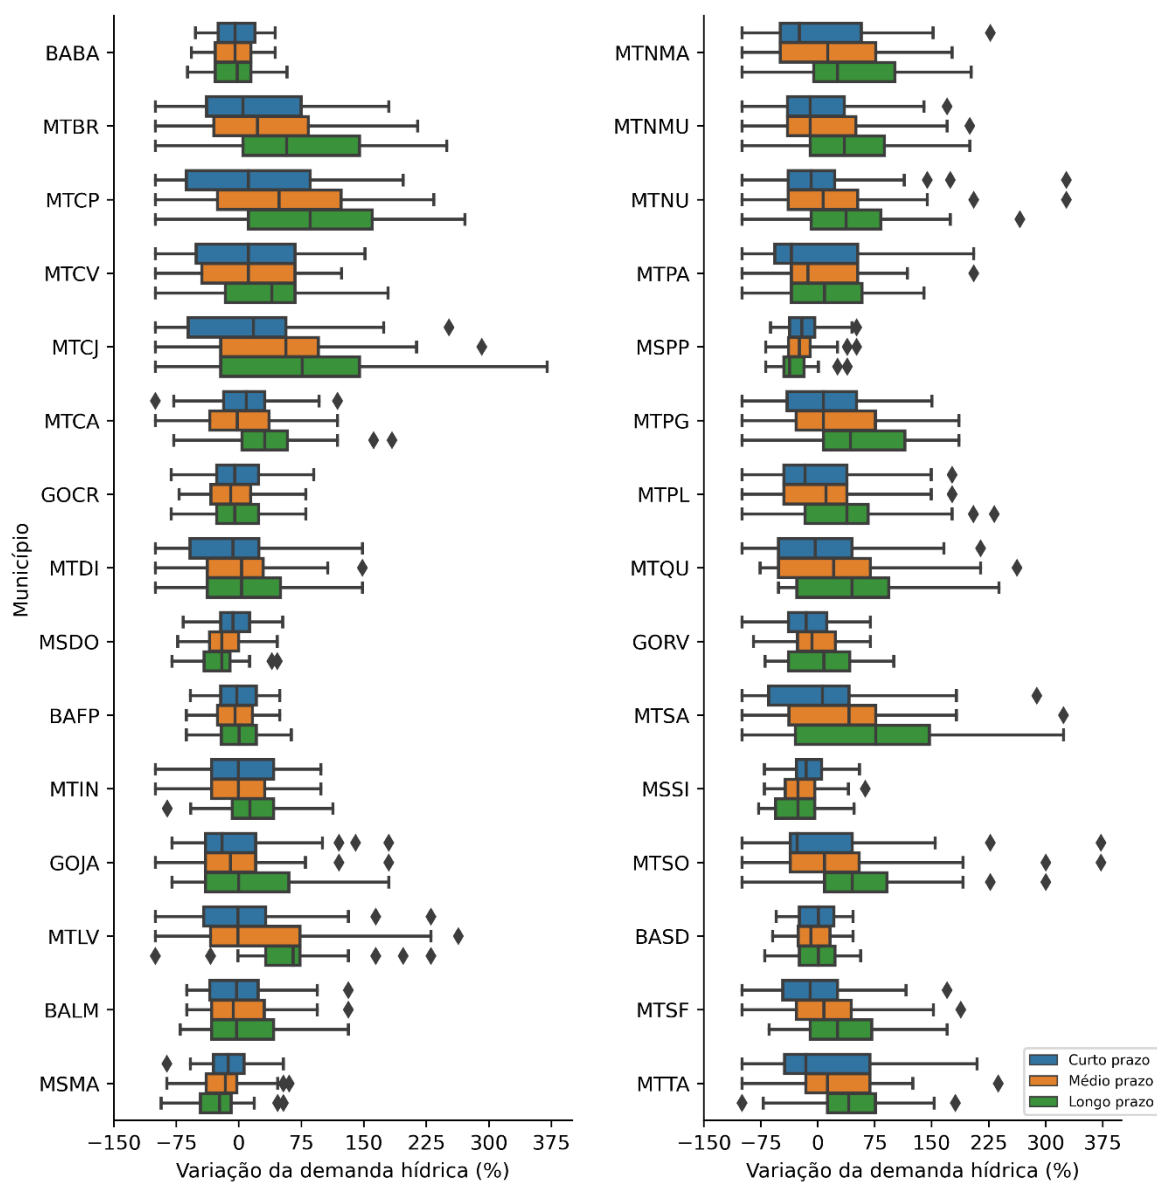 Município
BABA
MTBR
MTCP
MTCV
MTCJ
MTCA
GOCR
MTDI
MSDO
BAFP
MTIN
GOJA
MTLV
BALM
MSMA
−150 −75 0 75 150 225 300 375
Variação da demanda hídrica (%)
MTNMA
MTNMU
MTNU
MTPA
MSPP
MTPG
MTPL
MTQU
GORV
MTSA
MSSI
MTSO
BASD
MTSF
MTTA
Curto prazo
Médio prazo
Longo prazo
−150 −75 0 75 150 225 300 375
Variação da demanda hídrica (%)